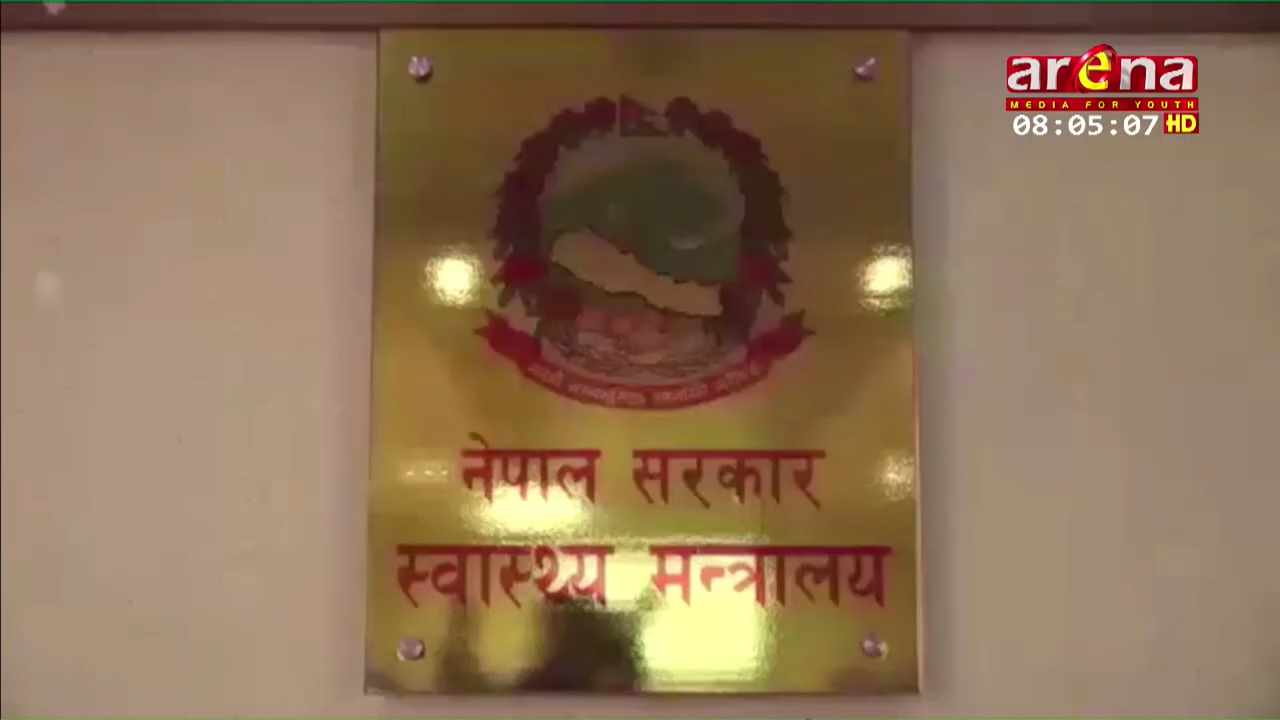 arena
MEDIA FOR YOUTH
08:05:07 HD
नेपाल सरकार
स्वास्थ्य मन्त्रालय